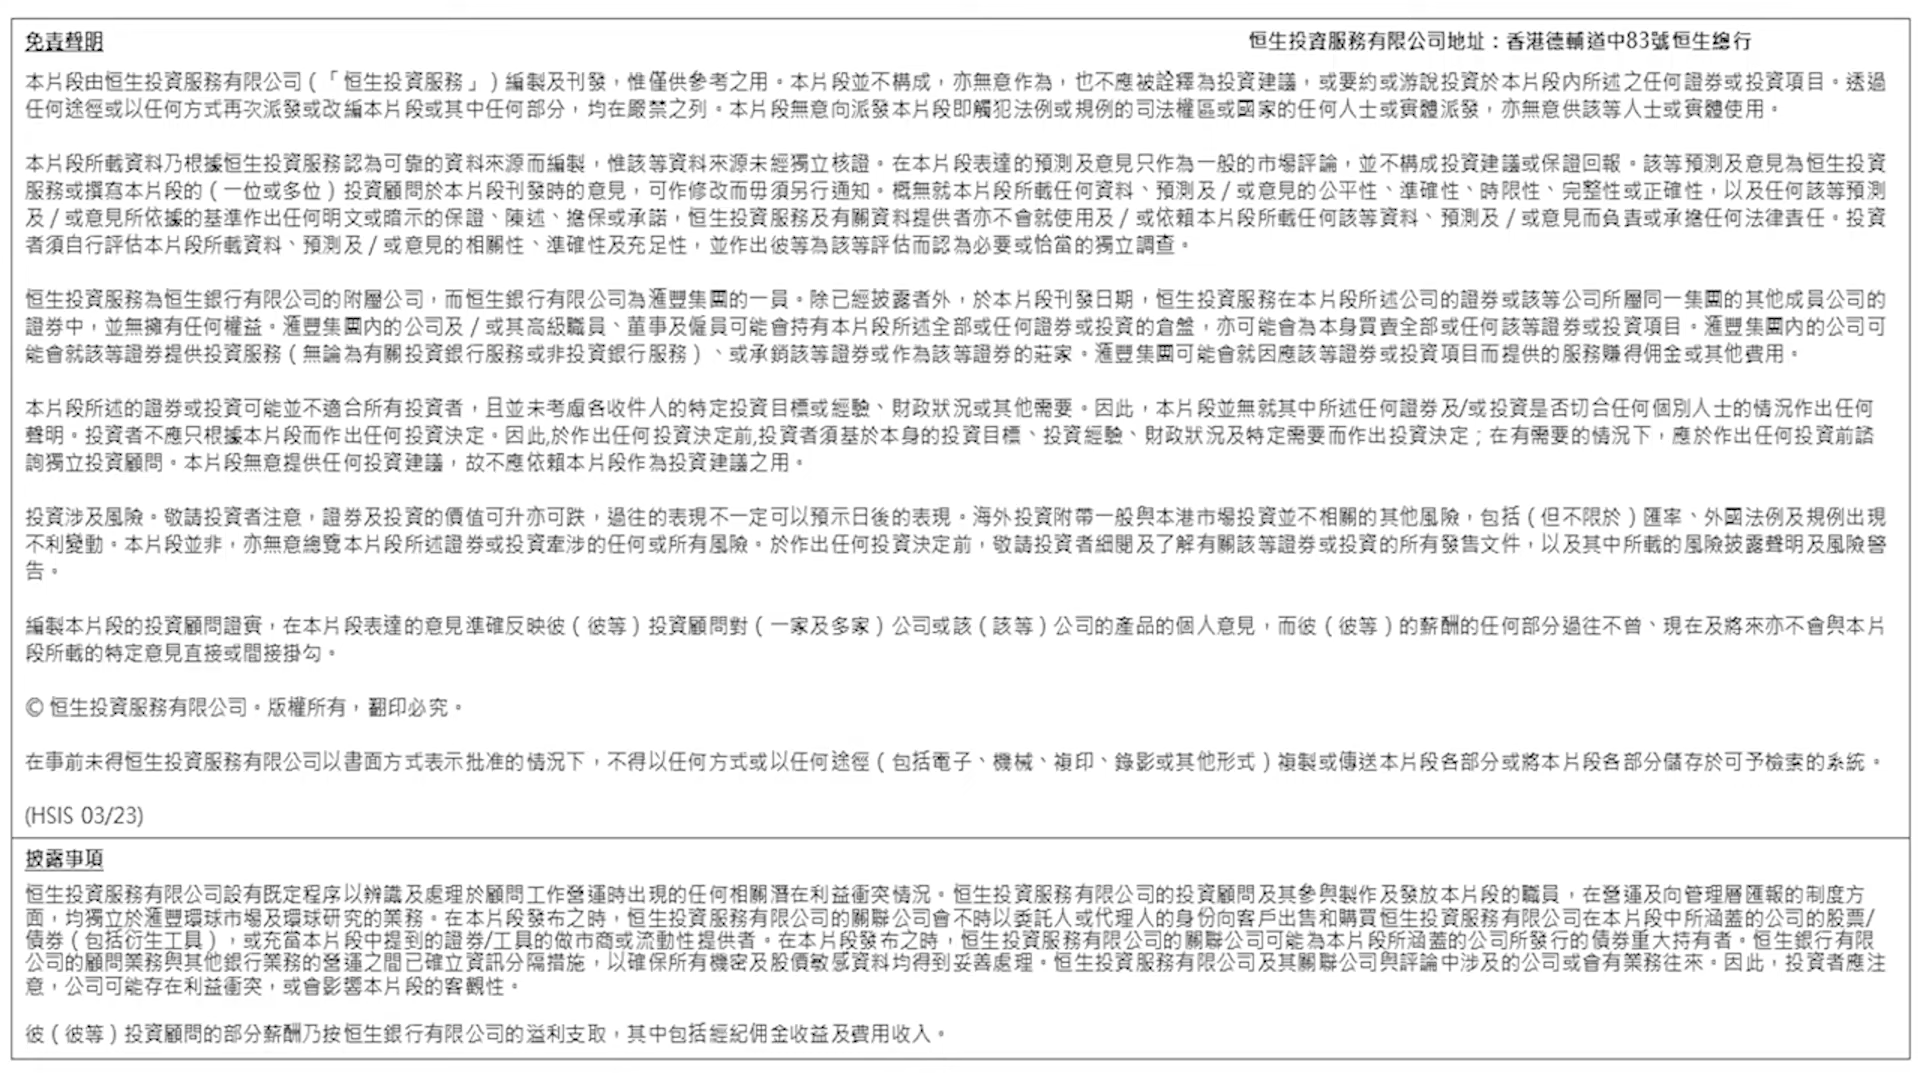 免責聲明
恒生投資服務有限公司地址：香港德輔道中83號恒生總行
本片段由恒生投資服務有限公司（「恒生投資服務」）編製及刊發，惟僅供參考之用。本片段並不構成，亦無意作為，也不應被詮釋為投資建議，或要約或游說投資於本片段內所述之任何證券或投資項目。透過
任何途徑或以任何方式再次派發或改編本片段或其中任何部分，均在嚴禁之列。本片段無意向派發本片段即觸犯法例或規例的司法權區或國家的任何人士或實體派發，亦無意供該等人士或實體使用。
本片段所載資料乃根據恒生投資服務認為可靠的資料來源而編製，惟該等資料來源未經獨立核證。在本片段表達的預測及意見只作為一般的市場評論，並不構成投資建議或保證回報。該等預測及意見為恒生投資
服務或撰寫本片段的（一位或多位）投資顧問於本片段刊發時的意見，可作修改而毋須另行通知。概無就本片段所載任何資料、預測及／或意見的公平性、準確性、時限性、完整性或正確性，以及任何該等預測
及／或意見所依據的基準作出任何明文或暗示的保證、陳述、擔保或承諾，恒生投資服務及有關資料提供者亦不會就使用及／或依賴本片段所載任何該等資料、預測及／或意見而負責或承擔任何法律責任。投資
者須自行評估本片段所載資料、預測及／或意見的相關性、準確性及充足性，並作出彼等為該等評估而認為必要或恰當的獨立調查。
恒生投資服務為恒生銀行有限公司的附屬公司，而恒生銀行有限公司為滙豐集團的一員。除已經披露者外，於本片段刊發日期，恒生投資服務在本片段所述公司的證券或該等公司所屬同一集團的其他成員公司的
證券中，並無擁有任何權益。滙豐集團內的公司及／或其高級職員、董事及僱員可能會持有本片段所述全部或任何證券或投資的倉盤，亦可能會為本身買賣全部或任何該等證券或投資項目。滙豐集團內的公司可
能會就該等證券提供投資服務（無論為有關投資銀行服務或非投資銀行服務）、或承銷該等證券或作為該等證券的莊家。滙豐集團可能會就因應該等證券或投資項目而提供的服務賺得佣金或其他費用。
本片段所述的證券或投資可能並不適合所有投資者，且並未考慮各收件人的特定投資目標或經驗、財政狀況或其他需要。因此，本片段並無就其中所述任何證券及/或投資是否切合任何個別人士的情況作出任何
聲明。投資者不應只根據本片段而作出任何投資決定。因此,於作出任何投資決定前,投資者須基於本身的投資目標、投資經驗、財政狀況及特定需要而作出投資決定；在有需要的情況下，應於作出任何投資前諮
詢獨立投資顧問。本片段無意提供任何投資建議，故不應依賴本片段作為投資建議之用。
投資涉及風險。敬請投資者注意，證券及投資的價值可升亦可跌，過往的表現不一定可以預示日後的表現。海外投資附帶一般與本港市場投資並不相關的其他風險，包括（但不限於）匯率、外國法例及規例出現
不利變動。本片段並非，亦無意總覽本片段所述證券或投資牽涉的任何或所有風險。於作出任何投資決定前，敬請投資者細閱及了解有關該等證券或投資的所有發售文件，以及其中所載的風險披露聲明及風險警
告。
編製本片段的投資顧問證實，在本片段表達的意見準確反映彼（彼等）投資顧問對（一家及多家）公司或該（該等）公司的產品的個人意見，而彼（彼等）的薪酬的任何部分過往不曾、現在及將來亦不會與本片
段所載的特定意見直接或間接掛勾。
© 恒生投資服務有限公司。版權所有，翻印必究。
在事前未得恒生投資服務有限公司以書面方式表示批准的情況下，不得以任何方式或以任何途徑（包括電子、機械、複印、錄影或其他形式）複製或傳送本片段各部分或將本片段各部分儲存於可予檢索的系統。
(HSIS 03/23)
披露事項
恒生投資服務有限公司設有既定程序以辨識及處理於顧問工作營運時出現的任何相關潛在利益衝突情況。恒生投資服務有限公司的投資顧問及其參與製作及發放本片段的職員，在營運及向管理層匯報的制度方
面，均獨立於滙豐環球市場及環球研究的業務。在本片段發布之時，恒生投資服務有限公司的關聯公司會不時以委託人或代理人的身份向客戶出售和購買恒生投資服務有限公司在本片段中所涵蓋的公司的股票/
債券（包括衍生工具），或充當本片段中提到的證券/工具的做市商或流動性提供者。在本片段發布之時，恒生投資服務有限公司的關聯公司可能為本片段所涵蓋的公司所發行的債券重大持有者。恒生銀行有限
公司的顧問業務與其他銀行業務的營運之間已確立資訊分隔措施，以確保所有機密及股價敏感資料均得到妥善處理。恒生投資服務有限公司及其關聯公司與評論中涉及的公司或會有業務往來。因此，投資者應注
意，公司可能存在利益衝突，或會影響本片段的客觀性。
彼（彼等）投資顧問的部分薪酬乃按恒生銀行有限公司的溢利支取，其中包括經紀佣金收益及費用收入。